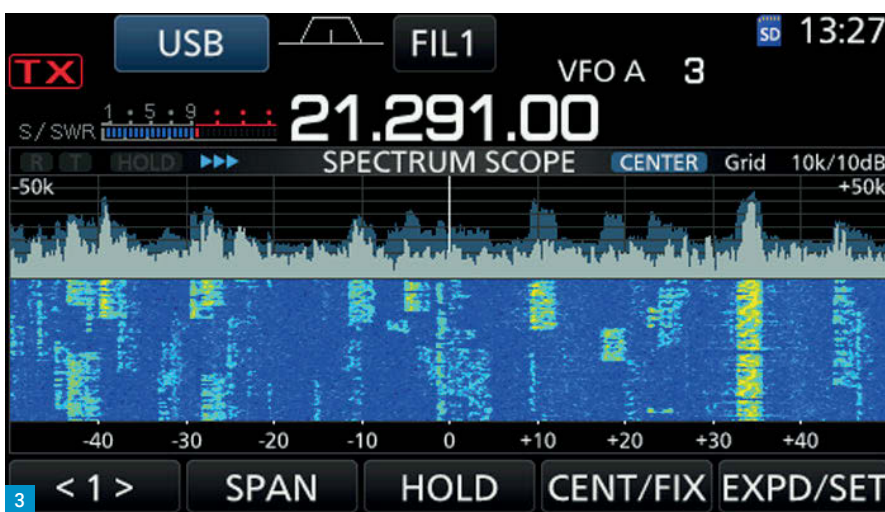 USB FIL1 SD 13:27
TX VFO A 3
1 5 9
S/SWR 21.291.00
R T HOLD SPECTRUM SCOPE CENTER Grid 10k/10dB
-50k +50k
-40 -30 -20 -10 0 +10 +20 +30 +40
< 1 > SPAN HOLD CENT/FIX EXPD/SET
3